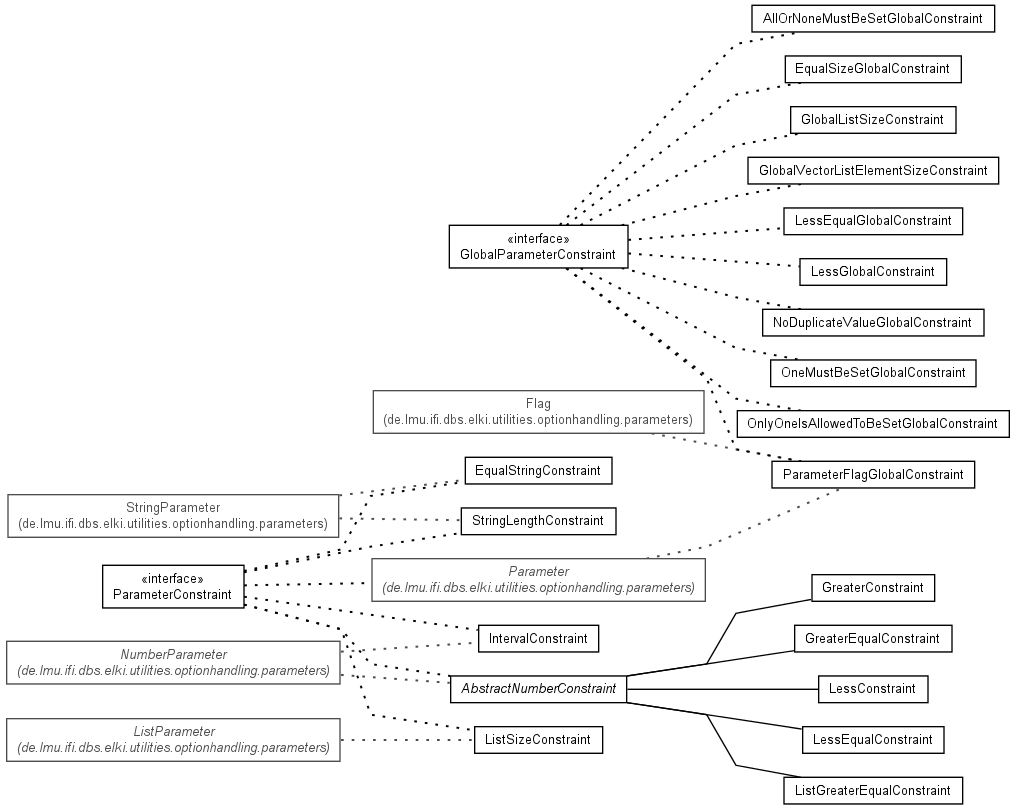 AllOrNoneMustBeSetGlobalConstraint
EqualSizeGlobalConstraint
GlobalListSizeConstraint
GlobalVectorListElementSizeConstraint
LessEqualGlobalConstraint
«interface»
GlobalParameterConstraint
LessGlobalConstraint
NoDuplicateValueGlobalConstraint
OneMustBeSetGlobalConstraint
Flag
(de.lmu.ifi.dbs.elki.utilities.optionhandling.parameters)
OnlyOneIsAllowedToBeSetGlobalConstraint
EqualStringConstraint
ParameterFlagGlobalConstraint
StringParameter
(de.lmu.ifi.dbs.elki.utilities.optionhandling.parameters)
StringLengthConstraint
«interface»
ParameterConstraint
Parameter
(de.lmu.ifi.dbs.elki.utilities.optionhandling.parameters)
GreaterConstraint
IntervalConstraint
GreaterEqualConstraint
NumberParameter
(de.lmu.ifi.dbs.elki.utilities.optionhandling.parameters)
AbstractNumberConstraint
LessConstraint
ListParameter
(de.lmu.ifi.dbs.elki.utilities.optionhandling.parameters)
ListSizeConstraint
LessEqualConstraint
ListGreaterEqualConstraint